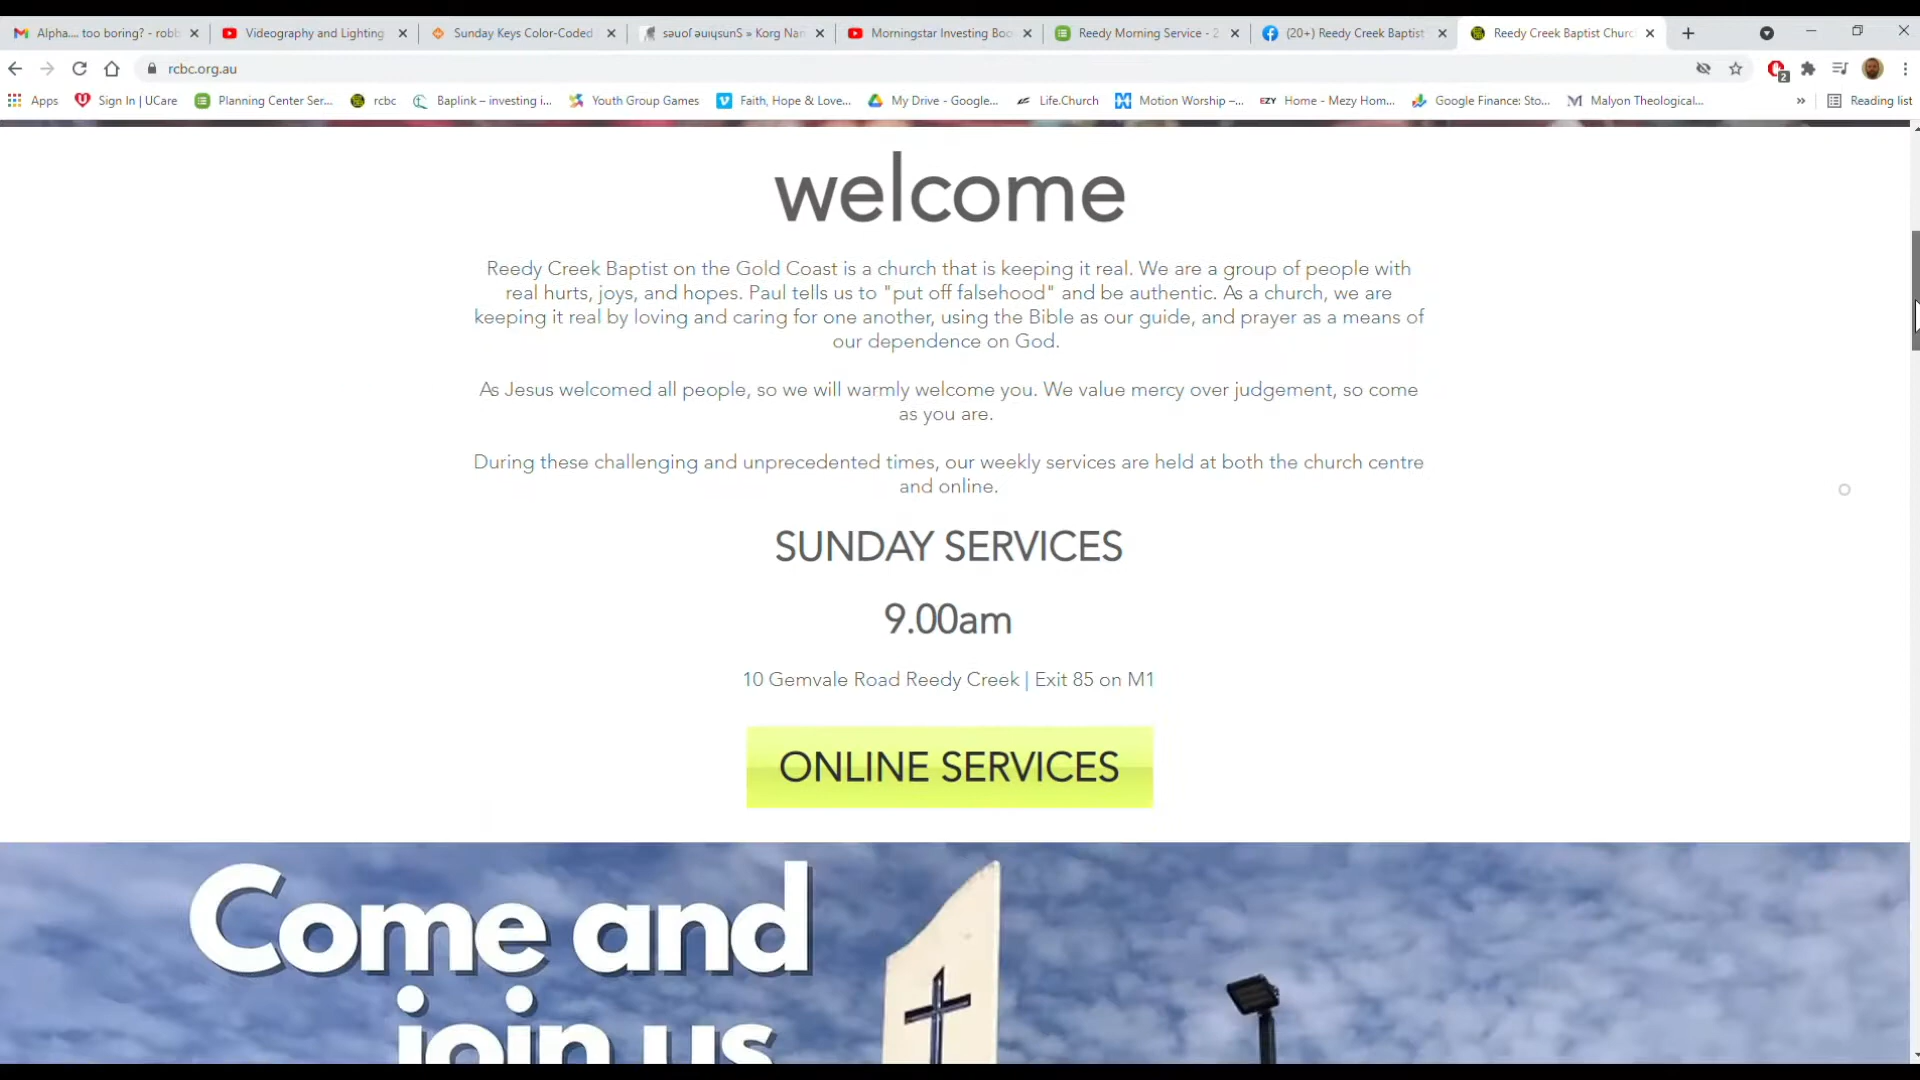 Alpha.... too boring? - robb
Videography and Lighting
Sunday Keys Color-Coded
sǝuoſ ǝuıɥsunS » Korg Nan
Morningstar Investing Boo
Reedy Morning Service - 2
(20+) Reedy Creek Baptist
Reedy Creek Baptist Churc
rcbc.org.au
2
Apps
Sign In | UCare
Planning Center Ser...
rcbc
Baplink – investing i...
Youth Group Games
Faith, Hope & Love...
My Drive - Google...
Life.Church
Motion Worship –...
EZY Home - Mezy Hom...
Google Finance: Sto...
Malyon Theological...
»
Reading list
welcome
Reedy Creek Baptist on the Gold Coast is a church that is keeping it real. We are a group of people with
real hurts, joys, and hopes. Paul tells us to "put off falsehood" and be authentic. As a church, we are
keeping it real by loving and caring for one another, using the Bible as our guide, and prayer as a means of
our dependence on God.
As Jesus welcomed all people, so we will warmly welcome you. We value mercy over judgement, so come
as you are.
During these challenging and unprecedented times, our weekly services are held at both the church centre
and online.
SUNDAY SERVICES
9.00am
10 Gemvale Road Reedy Creek | Exit 85 on M1
ONLINE SERVICES
Come and
join us